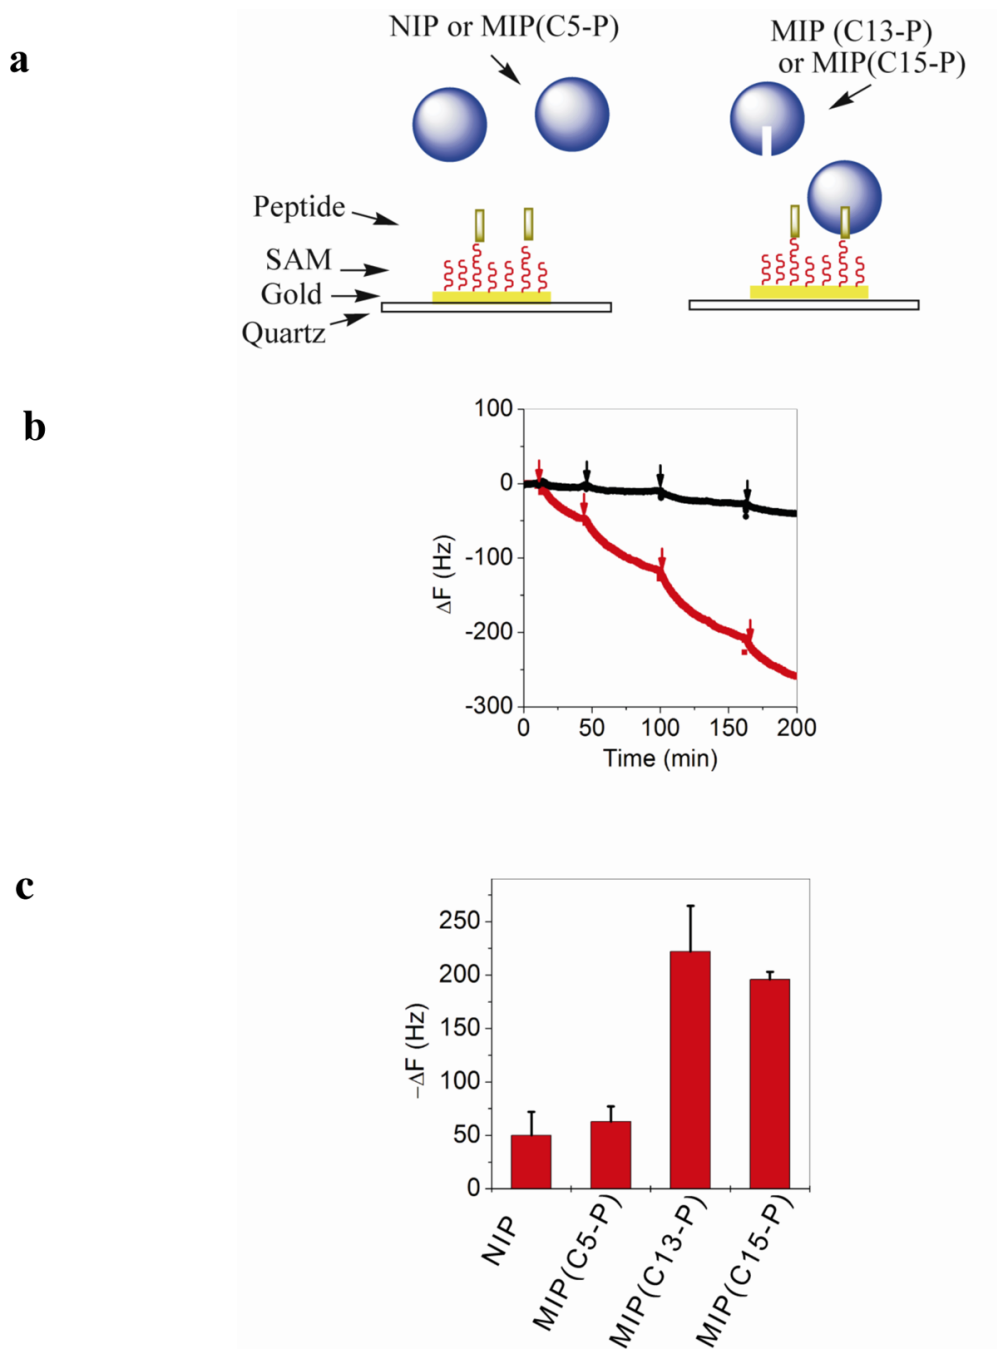 a
NIP or MIP(C5-P)
MIP (C13-P)
or MIP(C15-P)
Peptide
SAM
Gold
Quartz
b
100
0
-100
-200
-300
ΔF (Hz)
0 50 100 150 200
Time (min)
c
250
200
150
100
50
0
−ΔF (Hz)
NIP
MIP(C5-P)
MIP(C13-P)
MIP(C15-P)